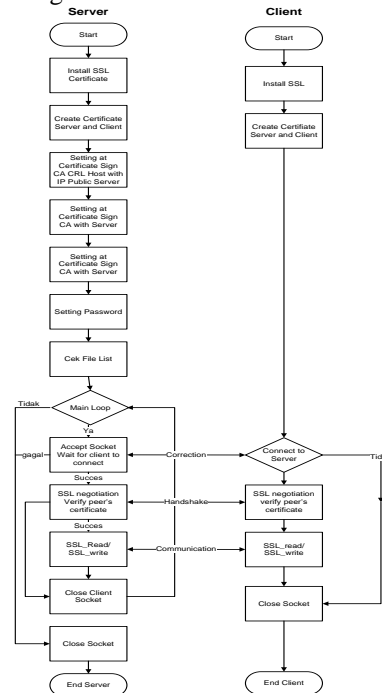 Server
Client
Start
Start
Install SSL
Certificate
Install SSL
Create Certificate
Server and Client
Create Certifiate
Server and Client
Setting at
Certificate Sign
CA CRL Host with
IP Public Server
Setting at
Certificate Sign
CA with Server
Setting at
Certificate Sign
CA with Server
Setting Password
Cek File List
Tidak
Main Loop
Ya
gagal
Accept Socket
Wait for client to
connect
Correction
Connect to
Server
Tid
Succes
SSL negotiation
Verify peer's
certificate
Handshake
SSL negotiation
verify peer's
certificate
Succes
SSL_Read/
SSL_write
Communication
SSL_read/
SSL_write
Close Client
Socket
Close Socket
Close Socket
End Server
End Client